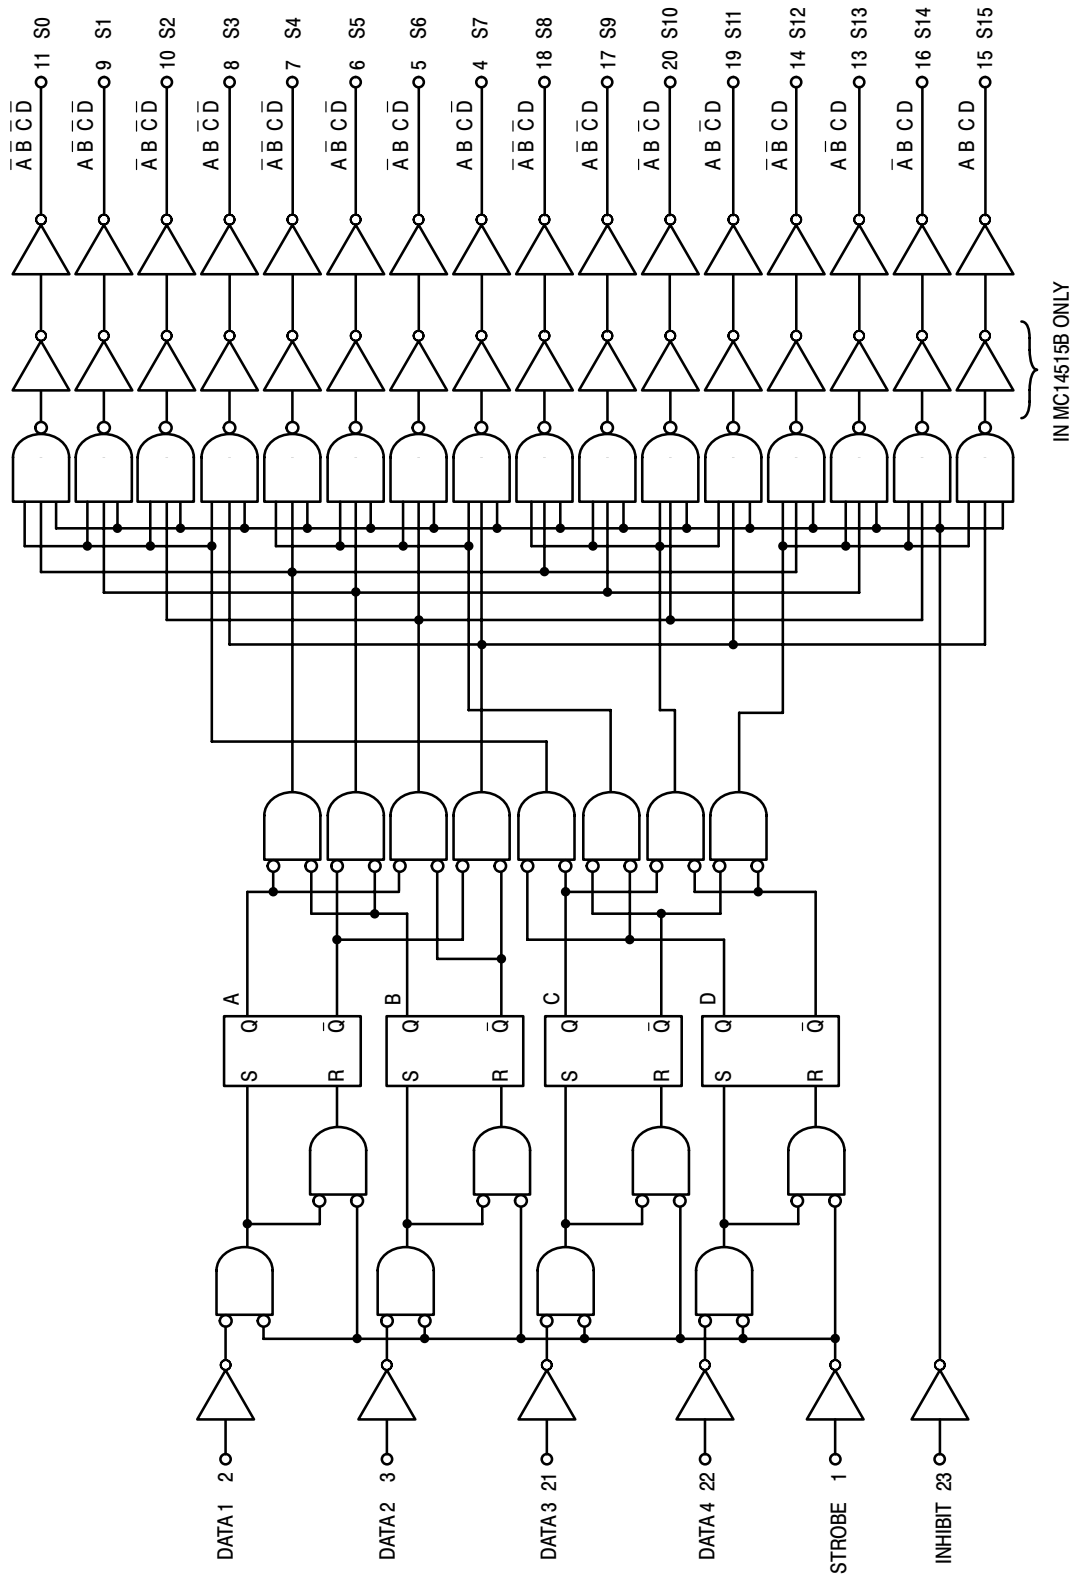 A̅ B̅ C̅ D̅ 11 S0
A B̅ C̅ D̅ 9 S1
A̅ B C̅ D̅ 10 S2
A B C̅ D̅ 8 S3
A̅ B̅ C D̅ 7 S4
A B̅ C D̅ 6 S5
A̅ B C D̅ 5 S6
A B C D̅ 4 S7
A̅ B̅ C̅ D 18 S8
A B̅ C̅ D 17 S9
A̅ B C̅ D 20 S10
A B C̅ D 19 S11
A̅ B̅ C D 14 S12
A B̅ C D 13 S13
A̅ B C D 16 S14
A B C D 15 S15
IN MC14515B ONLY
DATA 1 2
S Q A
R Q̅
DATA 2 3
S Q B
R Q̅
DATA 3 21
S Q C
R Q̅
DATA 4 22
S Q D
R Q̅
STROBE 1
INHIBIT 23